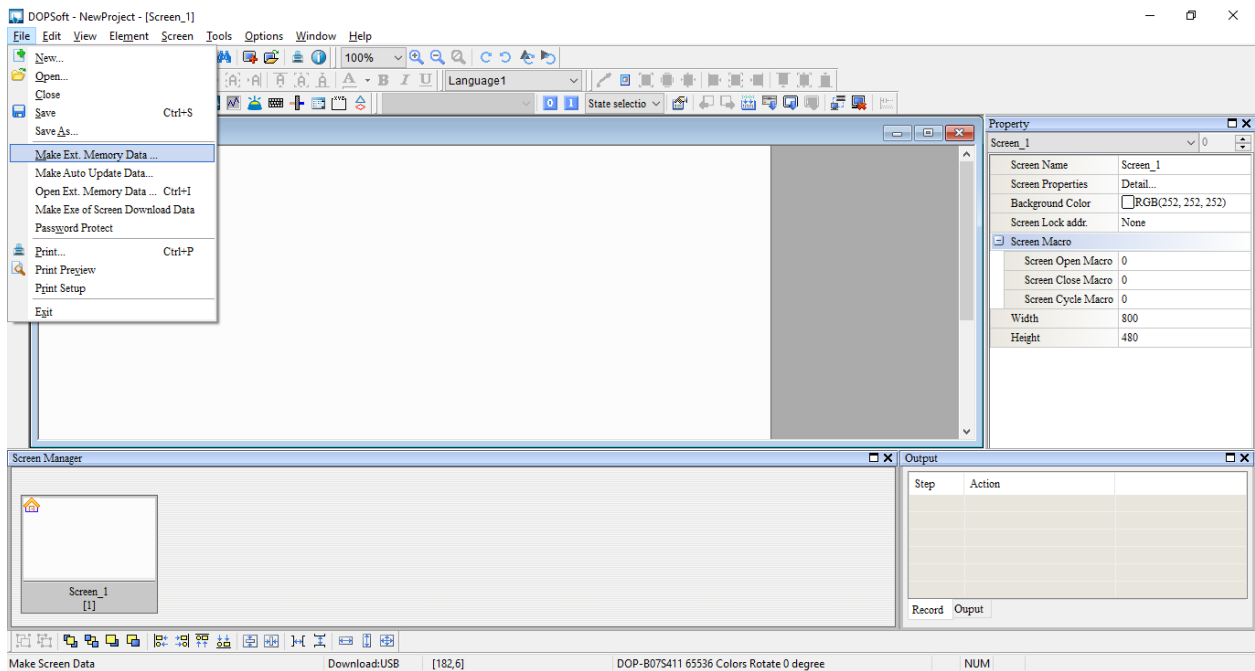 DOPSoft - NewProject - [Screen_1]
File Edit View Element Screen Tools Options Window Help
New...
100%
Open...
A B I U Language1
Close
Save Ctrl+S
0 1 State selectio
Save As...
Property
Screen_1 0
Make Ext. Memory Data ...
Screen Name Screen_1
Make Auto Update Data...
Screen Properties Detail...
Open Ext. Memory Data ... Ctrl+I
Background Color RGB(252, 252, 252)
Make Exe of Screen Download Data
Screen Lock addr. None
Password Protect
Screen Macro
Print... Ctrl+P
Screen Open Macro 0
Print Preview
Screen Close Macro 0
Print Setup
Screen Cycle Macro 0
Exit
Width 800
Height 480
Screen Manager
Output
Step Action
Screen_1
[1]
Record Ouput
Make Screen Data Download:USB [182,6] DOP-B07S411 65536 Colors Rotate 0 degree NUM